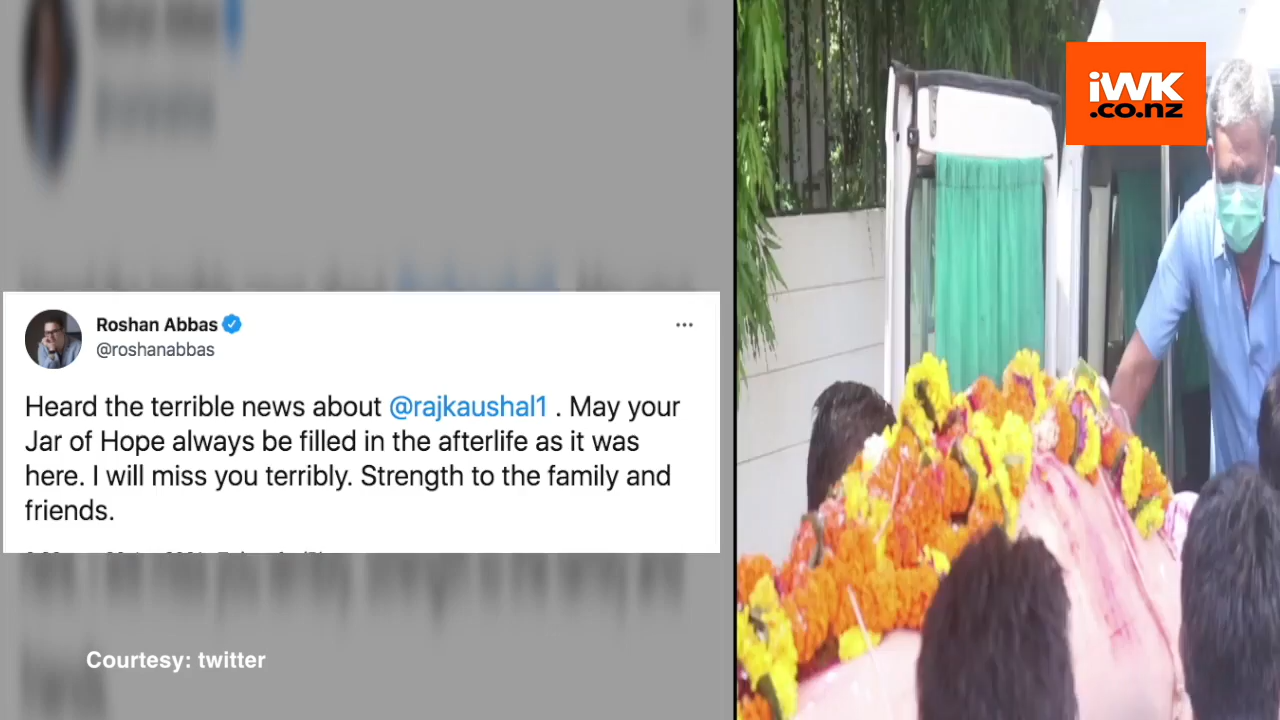 iWK
.co.nz
Roshan Abbas
@roshanabbas
Heard the terrible news about @rajkaushal1 . May your
Jar of Hope always be filled in the afterlife as it was
here. I will miss you terribly. Strength to the family and
friends.
Courtesy: twitter